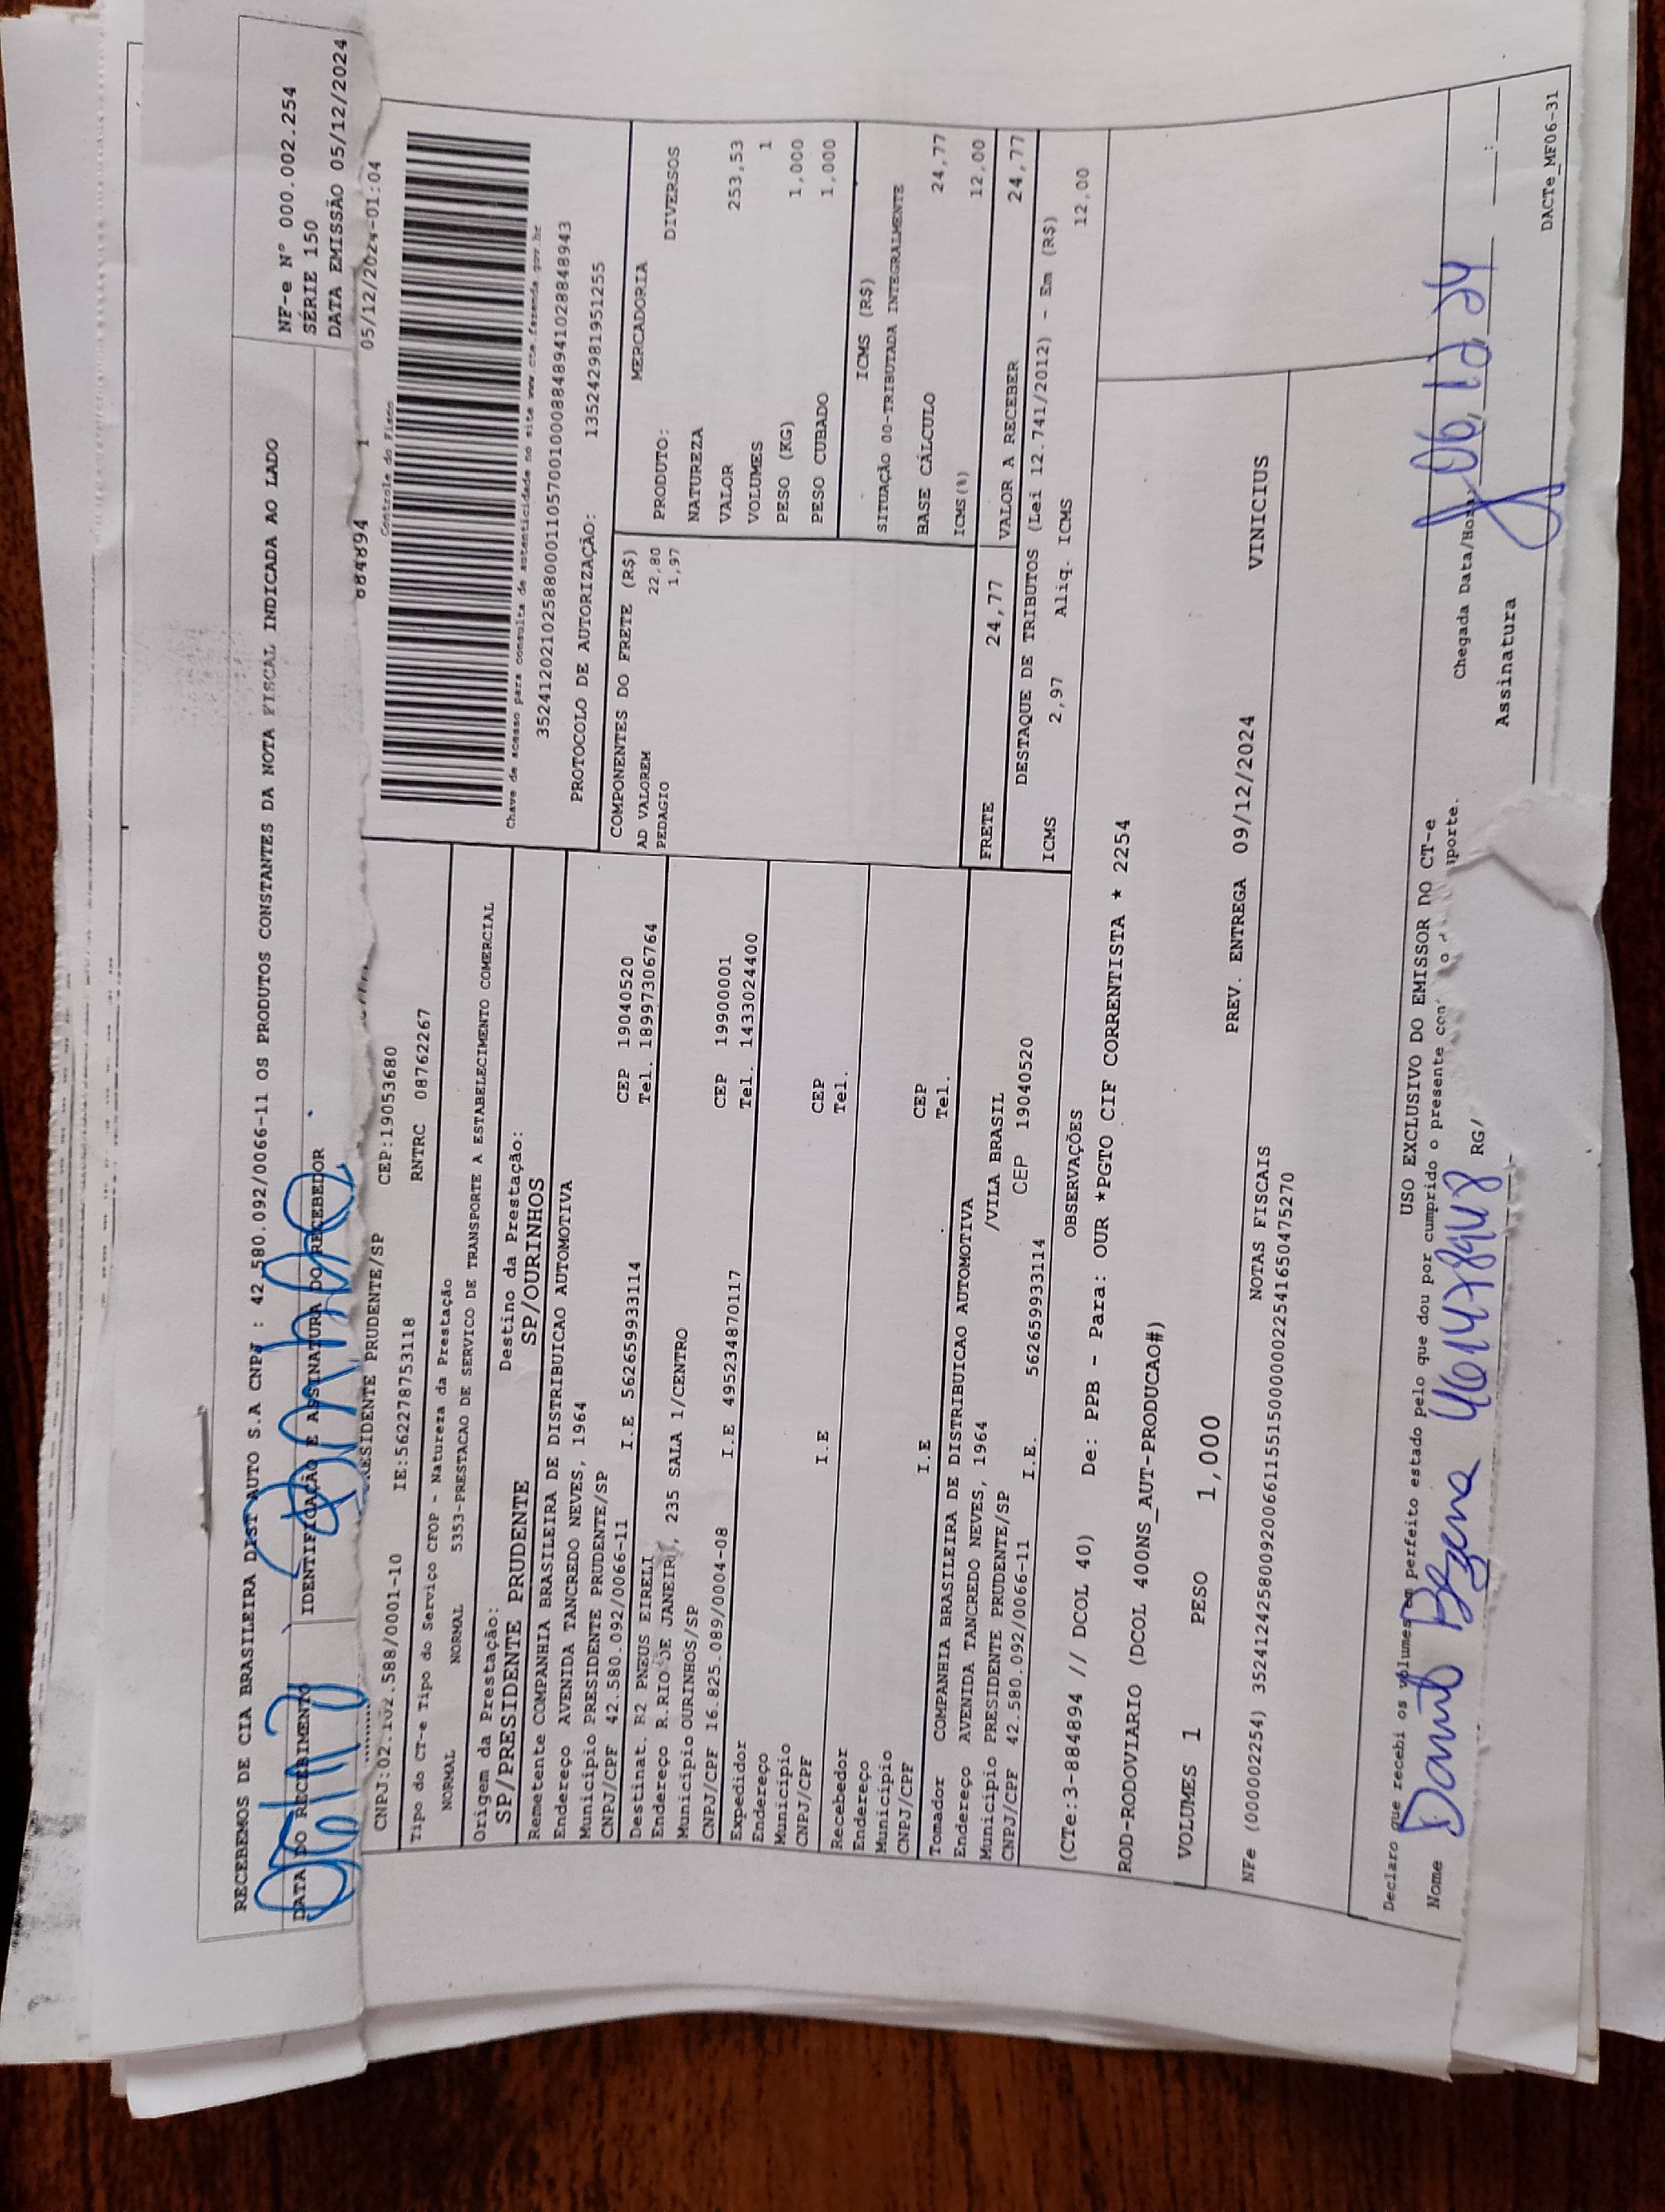 RECEBEMOS DE CIA BRASILEIRA DIST AUTO S.A CNPJ : 42.580.092/0066-11 OS PRODUTOS CONSTANTES DA NOTA FISCAL INDICADA AO LADO
NF-e Nº 000.002.254
SÉRIE 150
DATA EMISSÃO 05/12/2024
DATA DO RECEBIMENTO
IDENTIFICAÇÃO E ASSINATURA DO RECEBEDOR
884894 1 05/12/2024-01:04
CNPJ:02.102.588/0001-10 IE:562278753118 CEP:19053680
RESIDENTE PRUDENTE/SP
RNTRC 08762267
Controle do Fisco
Tipo do CT-e Tipo do Serviço CFOP - Natureza da Prestação
NORMAL NORMAL 5353-PRESTACAO DE SERVICO DE TRANSPORTE A ESTABELECIMENTO COMERCIAL
Chave de acesso para consulta de autenticidade no site www.cte.fazenda.gov.br
35241202102588000110570010008848941028848943
PROTOCOLO DE AUTORIZAÇÃO: 135242981951255
Origem da Prestação: Destino da Prestação:
SP/PRESIDENTE PRUDENTE SP/OURINHOS
Remetente COMPANHIA BRASILEIRA DE DISTRIBUICAO AUTOMOTIVA
Endereço AVENIDA TANCREDO NEVES, 1964
Município PRESIDENTE PRUDENTE/SP CEP 19040520
CNPJ/CPF 42.580.092/0066-11 I.E 562659933114 Tel. 18997306764
Destinat. R2 PNEUS EIRELI
Endereço R.RIO DE JANEIRO, 235 SALA 1/CENTRO
Município OURINHOS/SP CEP 19900001
CNPJ/CPF 16.825.089/0004-08 I.E 495234870117 Tel. 1433024400
Expedidor
Endereço
Município CEP
CNPJ/CPF I.E Tel.
Recebedor
Endereço
Município CEP
CNPJ/CPF I.E Tel.
Tomador COMPANHIA BRASILEIRA DE DISTRIBUICAO AUTOMOTIVA
Endereço AVENIDA TANCREDO NEVES, 1964 /VILA BRASIL
Município PRESIDENTE PRUDENTE/SP CEP 19040520
CNPJ/CPF 42.580.092/0066-11 I.E. 562659933114
COMPONENTES DO FRETE (R$)
AD VALOREM 22,80
PEDAGIO 1,97
MERCADORIA
PRODUTO: DIVERSOS
NATUREZA
VALOR 253,53
VOLUMES 1
PESO (KG) 1,000
PESO CUBADO 1,000
ICMS (R$)
SITUAÇÃO 00-TRIBUTADA INTEGRALMENTE
BASE CÁLCULO 24,77
ICMS(%) 12,00
FRETE 24,77 VALOR A RECEBER 24,77
DESTAQUE DE TRIBUTOS (Lei 12.741/2012) - Em (R$)
ICMS 2,97 Aliq. ICMS 12,00
OBSERVAÇÕES
(CTe:3-884894 // DCOL 40) De: PPB - Para: OUR *PGTO CIF CORRENTISTA * 2254
ROD-RODOVIARIO (DCOL 400NS_AUT-PRODUCAO#)
VOLUMES 1 PESO 1,000 PREV. ENTREGA 09/12/2024 VINICIUS
NOTAS FISCAIS
NFe (00002254) 35241242580092006611551500000022541650475270
USO EXCLUSIVO DO EMISSOR DO CT-e
Declaro que recebi os volumes em perfeito estado pelo que dou por cumprido o presente
Nome Danilo Bezerra 461478948 RG/
Chegada Data/Hora 06,12,24
Assinatura
DACTe_MF06-31